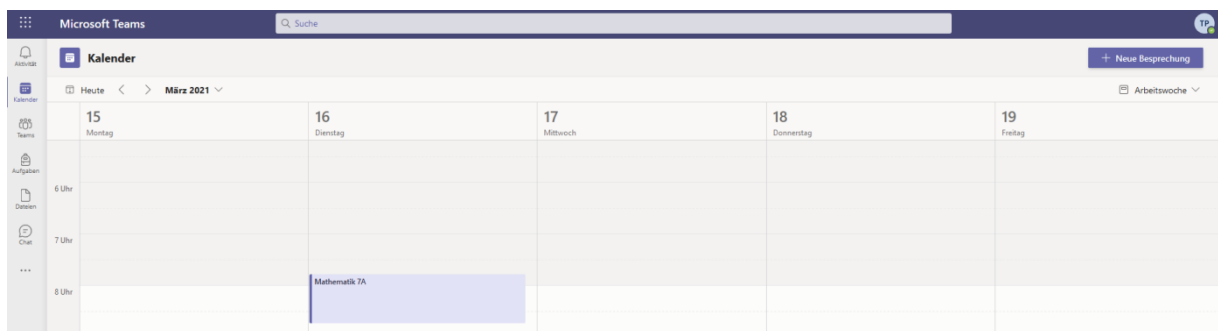 Microsoft Teams
Suche
TP
Aktivität
Kalender
Teams
Aufgaben
Dateien
Chat
Kalender
+ Neue Besprechung
Heute
März 2021
Arbeitswoche
15
Montag
16
Dienstag
17
Mittwoch
18
Donnerstag
19
Freitag
6 Uhr
7 Uhr
Mathematik 7A
8 Uhr